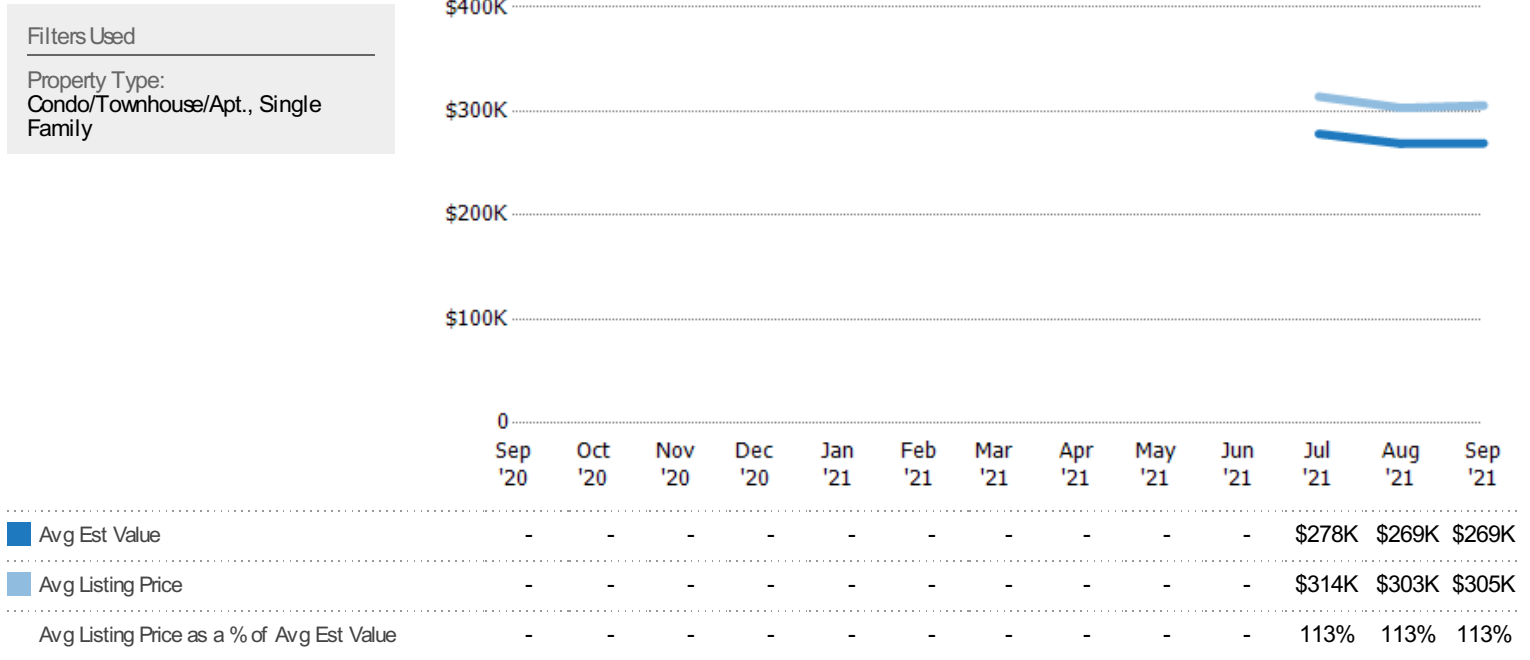 Filters Used
Property Type:
Condo/Townhouse/Apt., Single
Family
$400K
$300K
$200K
$100K
0
Sep Oct Nov Dec Jan Feb Mar Apr May Jun Jul Aug Sep
'20 '20 '20 '20 '21 '21 '21 '21 '21 '21 '21 '21 '21
Avg Est Value - - - - - - - - - - $278K $269K $269K
Avg Listing Price - - - - - - - - - - $314K $303K $305K
Avg Listing Price as a % of Avg Est Value - - - - - - - - - - 113% 113% 113%